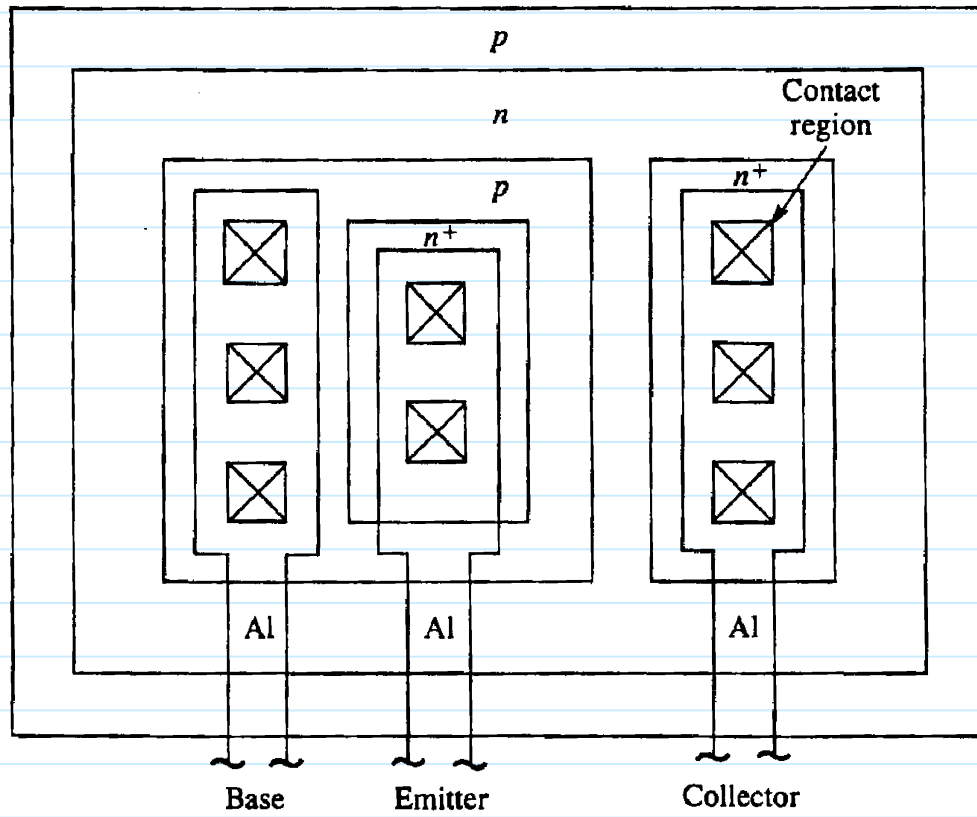 p
n
Contact
region
p
n⁺
n⁺
Al
Al
Al
Base
Emitter
Collector